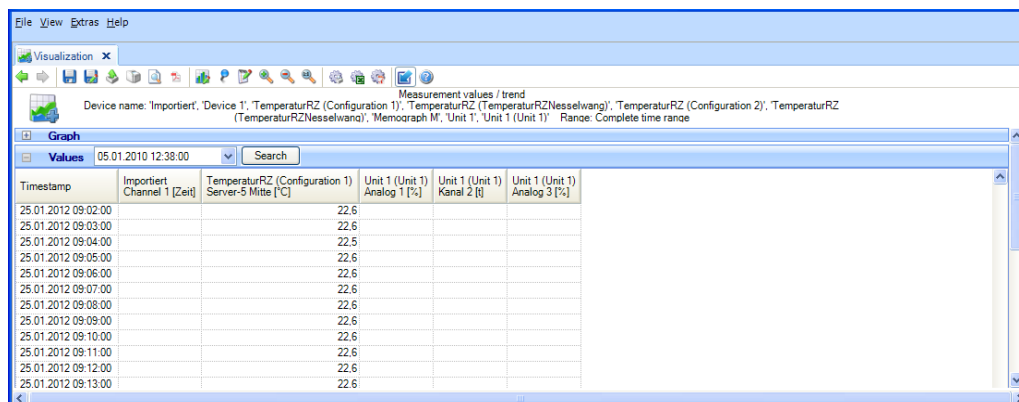 File View Extras Help
Visualization
Measurement values / trend
Device name: 'Importiert', 'Device 1', 'TemperaturRZ (Configuration 1)', 'TemperaturRZ (TemperaturRZNesselwang)', 'TemperaturRZ (Configuration 2)', 'TemperaturRZ
(TemperaturRZNesselwang)', 'Memograph M', 'Unit 1', 'Unit 1 (Unit 1)' Range: Complete time range
Graph
Values 05.01.2010 12:38:00 Search
Timestamp Importiert Channel 1 [Zeit] TemperaturRZ (Configuration 1) Server-5 Mitte [°C] Unit 1 (Unit 1) Analog 1 [%] Unit 1 (Unit 1) Kanal 2 [t] Unit 1 (Unit 1) Analog 3 [%]
25.01.2012 09:02:00 22,6
25.01.2012 09:03:00 22,6
25.01.2012 09:04:00 22,5
25.01.2012 09:05:00 22,6
25.01.2012 09:06:00 22,6
25.01.2012 09:07:00 22,6
25.01.2012 09:08:00 22,6
25.01.2012 09:09:00 22,6
25.01.2012 09:10:00 22,6
25.01.2012 09:11:00 22,6
25.01.2012 09:12:00 22,6
25.01.2012 09:13:00 22,6